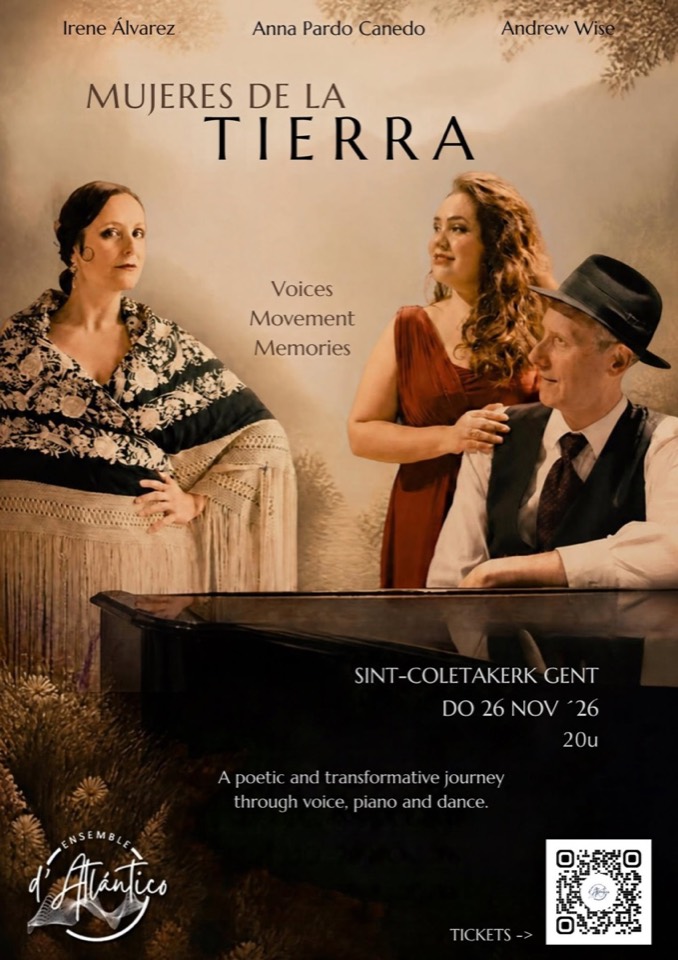 Irene Álvarez Anna Pardo Canedo Andrew Wise
MUJERES DE LA
TIERRA
Voices
Movement
Memories
SINT-COLETAKERK GENT
DO 26 NOV ´26
20u
A poetic and transformative journey
through voice, piano and dance.
ENSEMBLE
d'Atlántico
TICKETS ->